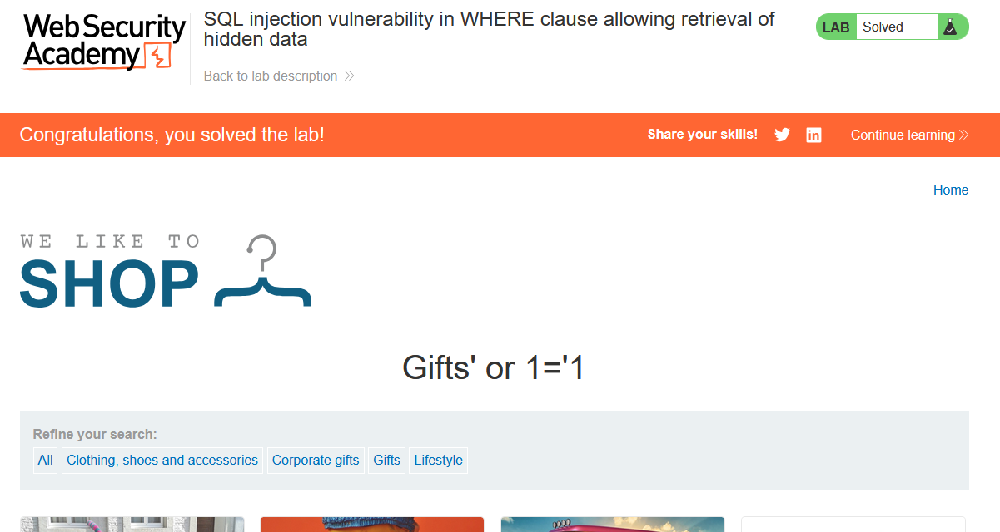 Web Security
Academy
SQL injection vulnerability in WHERE clause allowing retrieval of
hidden data
Back to lab description
LAB Solved
Congratulations, you solved the lab!
Share your skills!
Continue learning
Home
WE LIKE TO
SHOP
Gifts' or 1='1
Refine your search:
All Clothing, shoes and accessories Corporate gifts Gifts Lifestyle